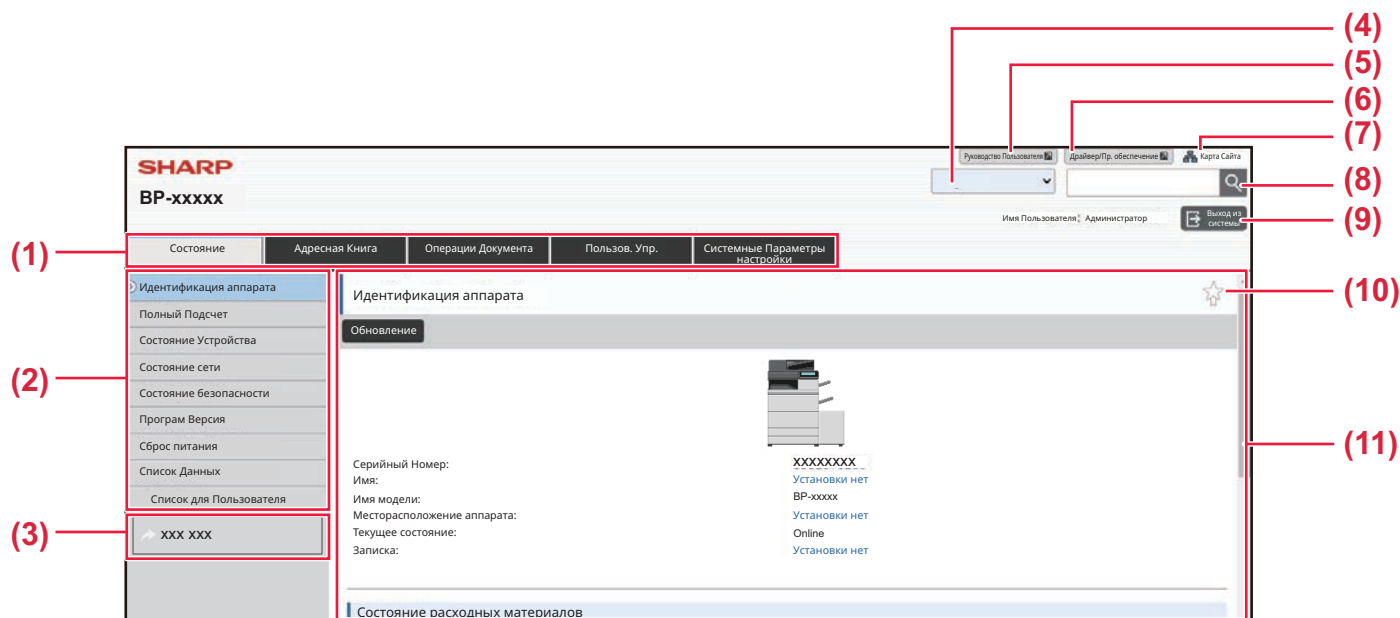 (4)
(5)
(6)
(7)
SHARP
Руководство Пользователя
Драйвер/Пр. обеспечение
Карта Сайта
BP-xxxxx
(8)
Имя Пользователя: Администратор
Выход из
системы
(9)
(1)
Состояние
Адресная Книга
Операции Документа
Пользов. Упр.
Системные Параметры
настройки
(2)
Идентификация аппарата
Полный Подсчет
Состояние Устройства
Состояние сети
Состояние безопасности
Програм Версия
Сброс питания
Список Данных
Список для Пользователя
(3)
XXX XXX
Идентификация аппарата
(10)
Обновление
(11)
Серийный Номер: XXXXXXXX
Имя: Установки нет
Имя модели: BP-xxxxx
Месторасположение аппарата: Установки нет
Текущее состояние: Online
Записка: Установки нет
Состояние расходных материалов